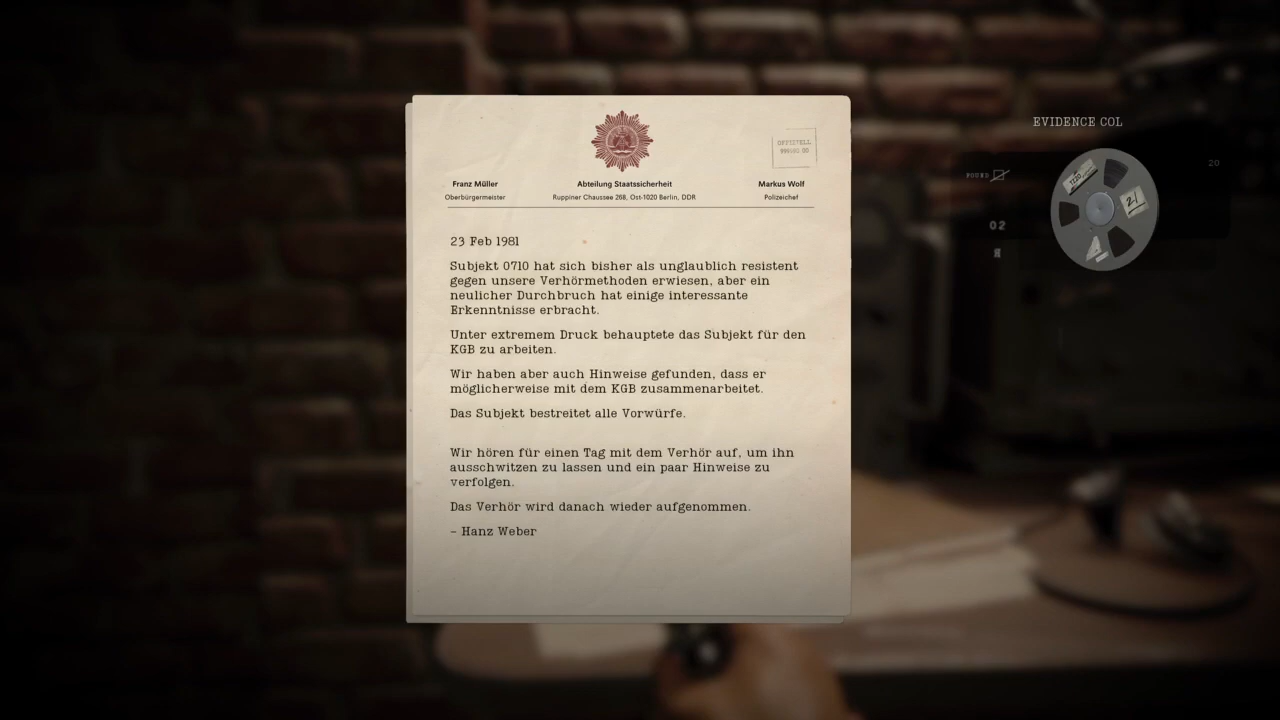 EVIDENCE COL
OFFIZIELL
Franz Müller
Abteilung Staatssicherheit
Markus Wolf
Oberbürgermeister
Ruppiner Chaussee 268, Ost-1020 Berlin, DDR
Polizeichef
20
FOUND
02
21
23 Feb 1981
Subjekt 0710 hat sich bisher als unglaublich resistent
gegen unsere Verhörmethoden erwiesen, aber ein
neulicher Durchbruch hat einige interessante
Erkenntnisse erbracht.
Unter extremem Druck behauptete das Subjekt für den
KGB zu arbeiten.
Wir haben aber auch Hinweise gefunden, dass er
möglicherweise mit dem KGB zusammenarbeitet.
Das Subjekt bestreitet alle Vorwürfe.
Wir hören für einen Tag mit dem Verhör auf, um ihn
ausschwitzen zu lassen und ein paar Hinweise zu
verfolgen.
Das Verhör wird danach wieder aufgenommen.
– Hanz Weber